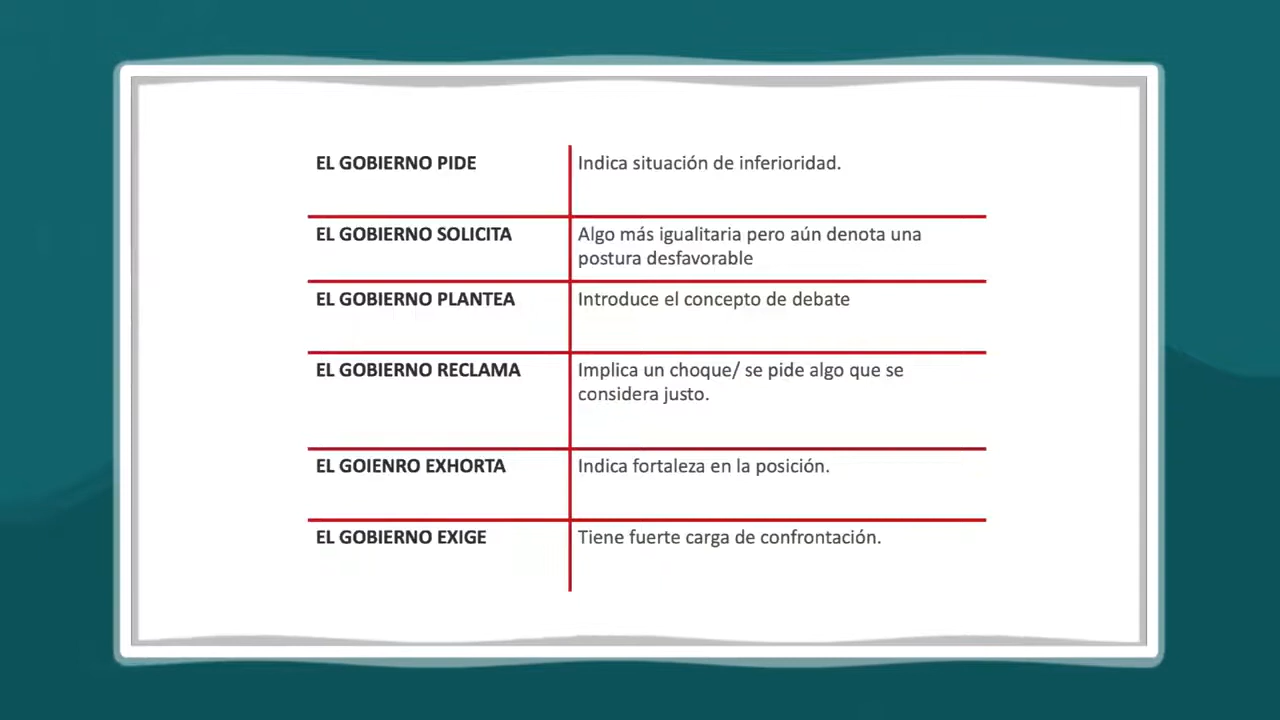 EL GOBIERNO PIDE
Indica situación de inferioridad.
EL GOBIERNO SOLICITA
Algo más igualitaria pero aún denota una
postura desfavorable
EL GOBIERNO PLANTEA
Introduce el concepto de debate
EL GOBIERNO RECLAMA
Implica un choque/ se pide algo que se
considera justo.
EL GOIENRO EXHORTA
Indica fortaleza en la posición.
EL GOBIERNO EXIGE
Tiene fuerte carga de confrontación.